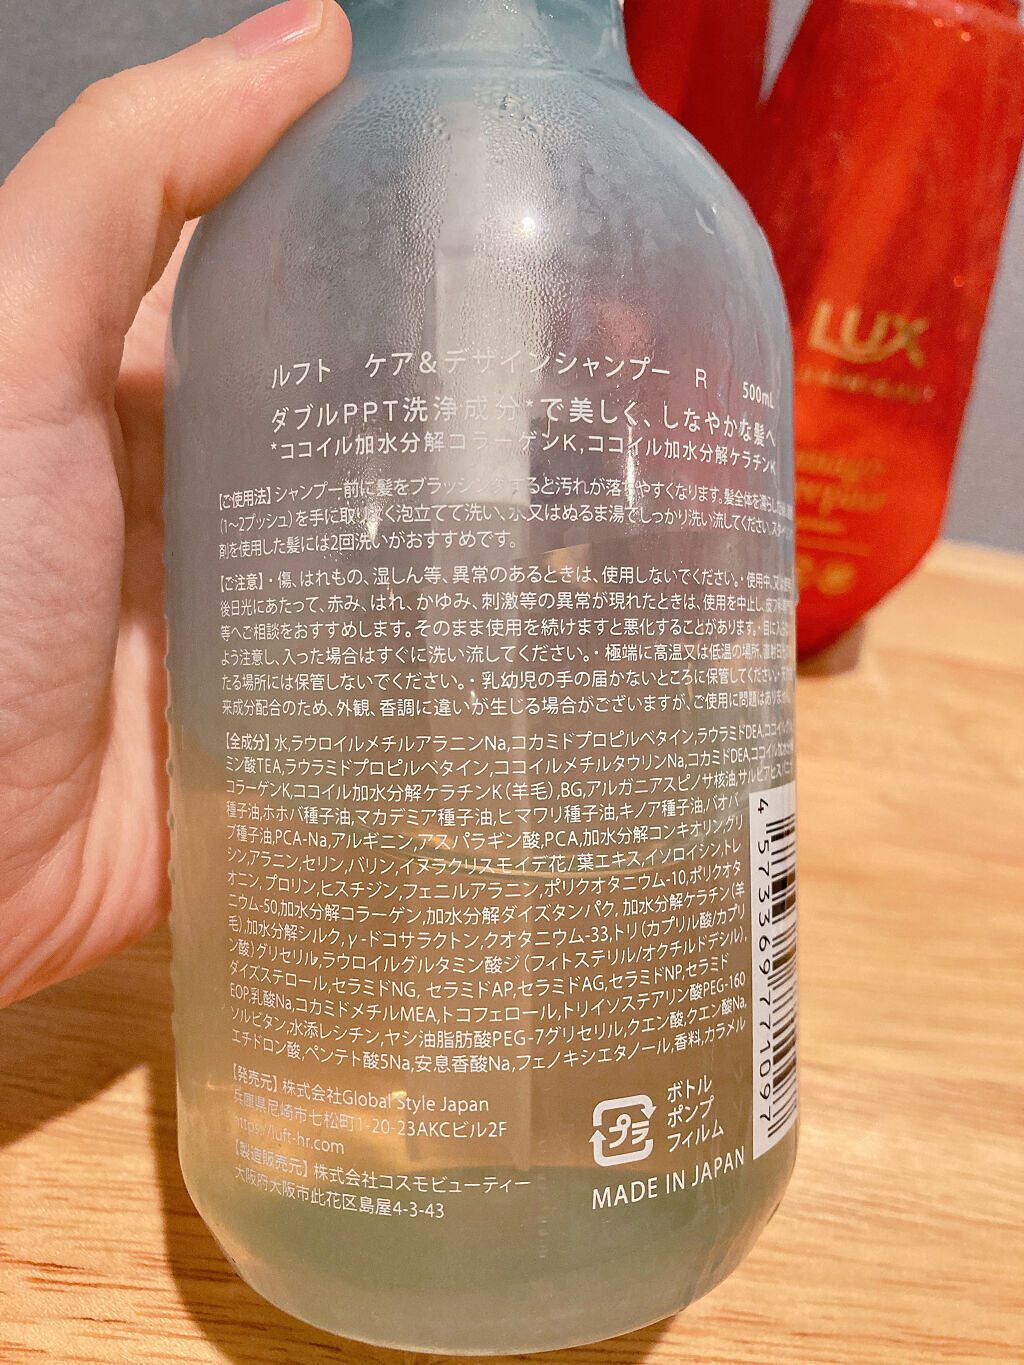 ルフト ケア＆デザインシャンプー R 500mL
ダブルPPT洗浄成分*で美しく、しなやかな髪へ
*ココイル加水分解コラーゲンK,ココイル加水分解ケラチンK
【ご使用法】シャンプー前に髪をブラッシングすると汚れが落ちやすくなります。髪全体を濡らし
(1〜2プッシュ)を手に取り よく泡立てて洗い、水又はぬるま湯でしっかり洗い流してください。
剤を使用した髪には2回洗いがおすすめです。
【ご注意】・傷、はれもの、湿しん等、異常のあるときは、使用しないでください。・使用中、又は
後日光にあたって、赤み、はれ、かゆみ、刺激等の異常が現れたときは、使用を中止し、
等へご相談をおすすめします。そのまま使用を続けますと悪化することがあります。・目に
よう注意し、入った場合はすぐに洗い流してください。・極端に高温又は低温の場所、直射日光
たる場所には保管しないでください。・乳幼児の手の届かないところに保管してください。
来成分配合のため、外観、香調に違いが生じる場合がございますが、ご使用に問題はありません
【全成分】水,ラウロイルメチルアラニンNa,コカミドプロピルベタイン,ラウラミドDEA,ココイルグルタ
ミン酸TEA,ラウラミドプロピルベタイン,ココイルメチルタウリンNa,コカミドDEA,ココイル加水分解
コラーゲンK,ココイル加水分解ケラチンK(羊毛),BG,アルガニアスピノサ核油,サルビアヒスパニカ
種子油,ホホバ種子油,マカデミア種子油,ヒマワリ種子油,キノア種子油,バオバ
ブ種子油,PCA-Na,アルギニン,アスパラギン酸,PCA,加水分解コンキオリン,グリ
シン,アラニン,セリン,バリン,イヌラクリスモイデ花/葉エキス,イソロイシン,トレ
オニン,プロリン,ヒスチジン,フェニルアラニン,ポリクオタニウム-10,ポリクオタ
ニウム-50,加水分解コラーゲン,加水分解ダイズタンパク,加水分解ケラチン(羊
毛),加水分解シルク,γ-ドコサラクトン,クオタニウム-33,トリ(カプリル酸/カプリ
ン酸)グリセリル,ラウロイルグルタミン酸ジ(フィトステリル/オクチルドデシル),
ダイズステロール,セラミドNG, セラミドAP,セラミドAG,セラミドNP,セラミド
EOP,乳酸Na,コカミドメチルMEA,トコフェロール,トリイソステアリン酸PEG-160
ソルビタン,水添レシチン,ヤシ油脂肪酸PEG-7グリセリル,クエン酸,クエン酸Na,
エチドロン酸,ペンテト酸5Na,安息香酸Na,フェノキシエタノール,香料,カラメル
【発売元】株式会社Global Style Japan
兵庫県尼崎市七松町1-20-23AKCビル2F
https://luft-hr.com
【製造販売元】株式会社コスモビューティー
大阪府大阪市此花区島屋4-3-43
プラ
ボトル
ポンプ
フィルム
MADE IN JAPAN
4 573369 771097
LUX